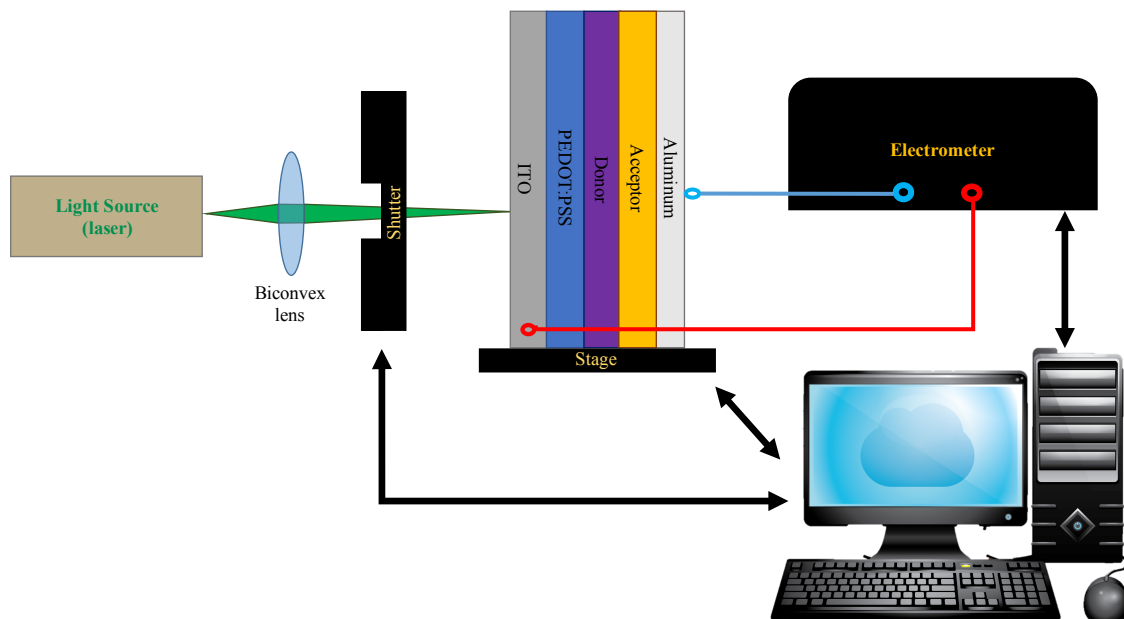 Light Source
(laser)
Biconvex
lens
Shutter
ITO
PEDOT:PSS
Donor
Acceptor
Aluminum
Stage
Electrometer